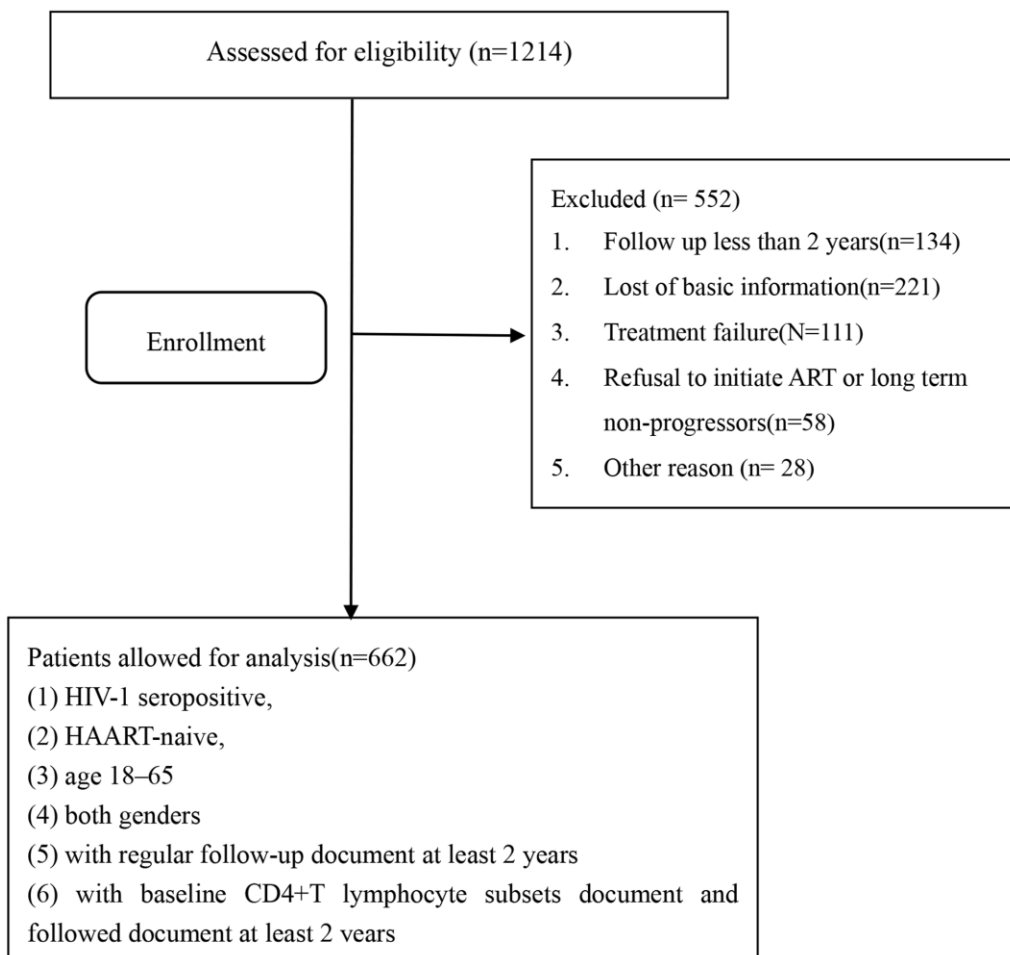 Assessed for eligibility (n=1214)
Excluded (n= 552)
1. Follow up less than 2 years(n=134)
2. Lost of basic information(n=221)
3. Treatment failure(N=111)
4. Refusal to initiate ART or long term
non-progressors(n=58)
5. Other reason (n= 28)
Enrollment
Patients allowed for analysis(n=662)
(1) HIV-1 seropositive,
(2) HAART-naive,
(3) age 18–65
(4) both genders
(5) with regular follow-up document at least 2 years
(6) with baseline CD4+T lymphocyte subsets document and
followed document at least 2 years